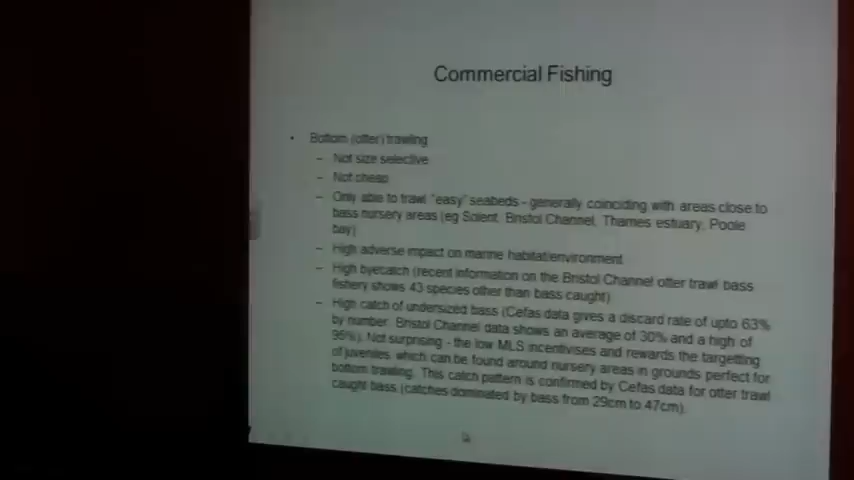 Commercial Fishing
• Bottom (otter) trawling
– Not size selective
– Not cheap
– Only able to trawl "easy" seabeds - generally coinciding with areas close to
bass nursery areas (eg Solent, Bristol Channel, Thames estuary, Poole
bay)
– High adverse impact on marine habitat/environment
– High byecatch (recent information on the Bristol Channel otter trawl bass
fishery shows 43 species other than bass caught)
– High catch of undersized bass (Cefas data gives a discard rate of upto 63%
by number. Bristol Channel data shows an average of 30% and a high of
95%). Not surprising - the low MLS incentivises and rewards the targetting
of juveniles, which can be found around nursery areas in grounds perfect for
bottom trawling. This catch pattern is confirmed by Cefas data for otter trawl
caught bass (catches dominated by bass from 29cm to 47cm).